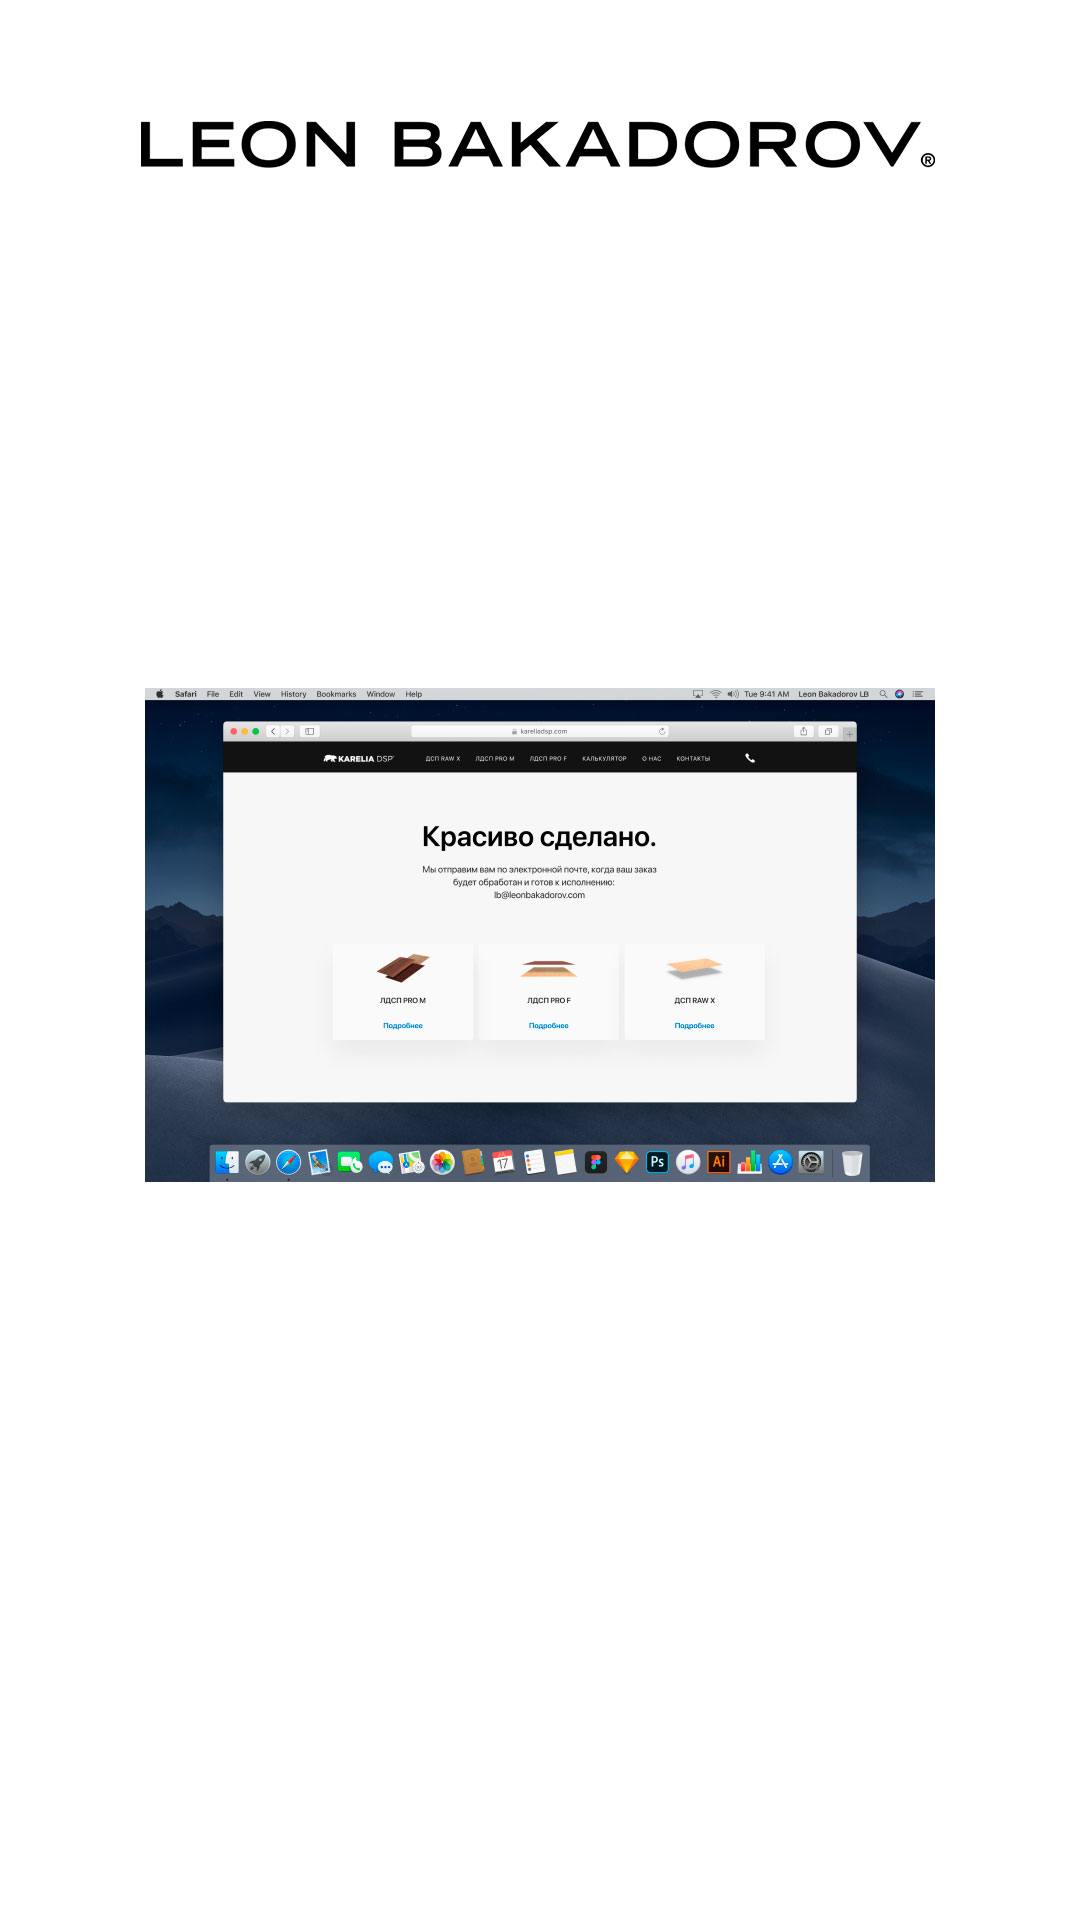 LEON BAKADOROV®
Safari File Edit View History Bookmarks Window Help Tue 9:41 AM Leon Bakadorov LB
kareliadsp.com
KARELIA DSP ДСП RAW X ЛДСП PRO M ЛДСП PRO F КАЛЬКУЛЯТОР О НАС КОНТАКТЫ
Красиво сделано.
Мы отправим вам по электронной почте, когда ваш заказ
будет обработан и готов к исполнению:
lb@leonbakadorov.com
ЛДСП PRO M ЛДСП PRO F ДСП RAW X
Подробнее Подробнее Подробнее
17
Ps
Ai